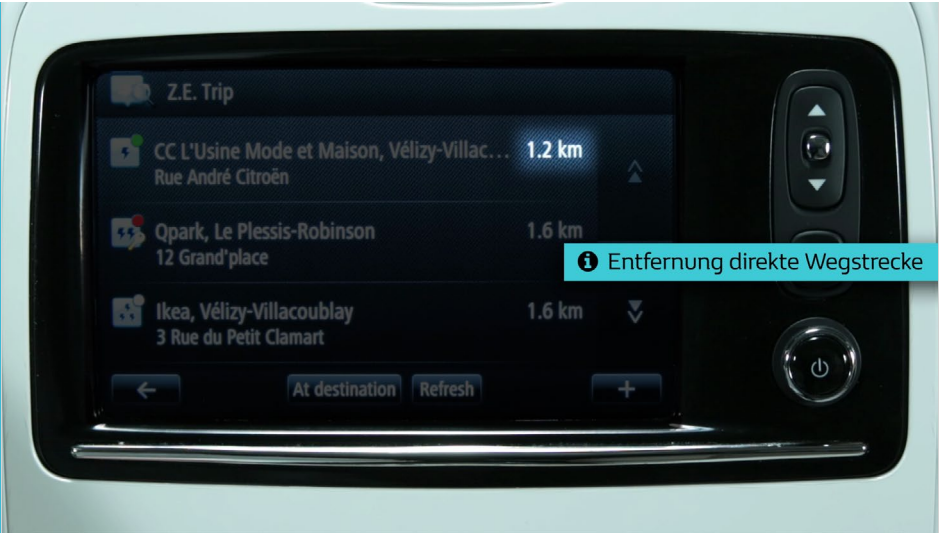 Z.E. Trip
CC L'Usine Mode et Maison, Vélizy-Villac... 1.2 km
Rue André Citroën
Qpark, Le Plessis-Robinson 1.6 km
12 Grand'place
Entfernung direkte Wegstrecke
Ikea, Vélizy-Villacoublay 1.6 km
3 Rue du Petit Clamart
At destination Refresh